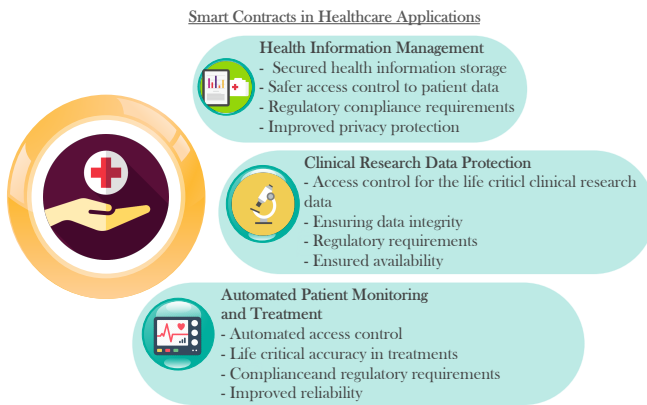 Smart Contracts in Healthcare Applications
Health Information Management
- Secured health information storage
- Safer access control to patient data
- Regulatory compliance requirements
- Improved privacy protection
Clinical Research Data Protection
- Access control for the life criticl clinical research
data
- Ensuring data integrity
- Regulatory requirements
- Ensured availability
Automated Patient Monitoring
and Treatment
- Automated access control
- Life critical accuracy in treatments
- Complianceand regulatory requirements
- Improved reliability